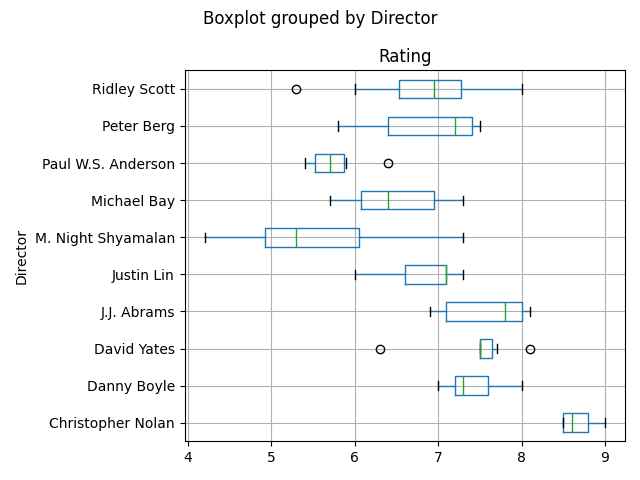 Boxplot grouped by Director
Rating
Ridley Scott
Peter Berg
Paul W.S. Anderson
Michael Bay
M. Night Shyamalan
Justin Lin
J.J. Abrams
David Yates
Danny Boyle
Christopher Nolan
Director
4 5 6 7 8 9